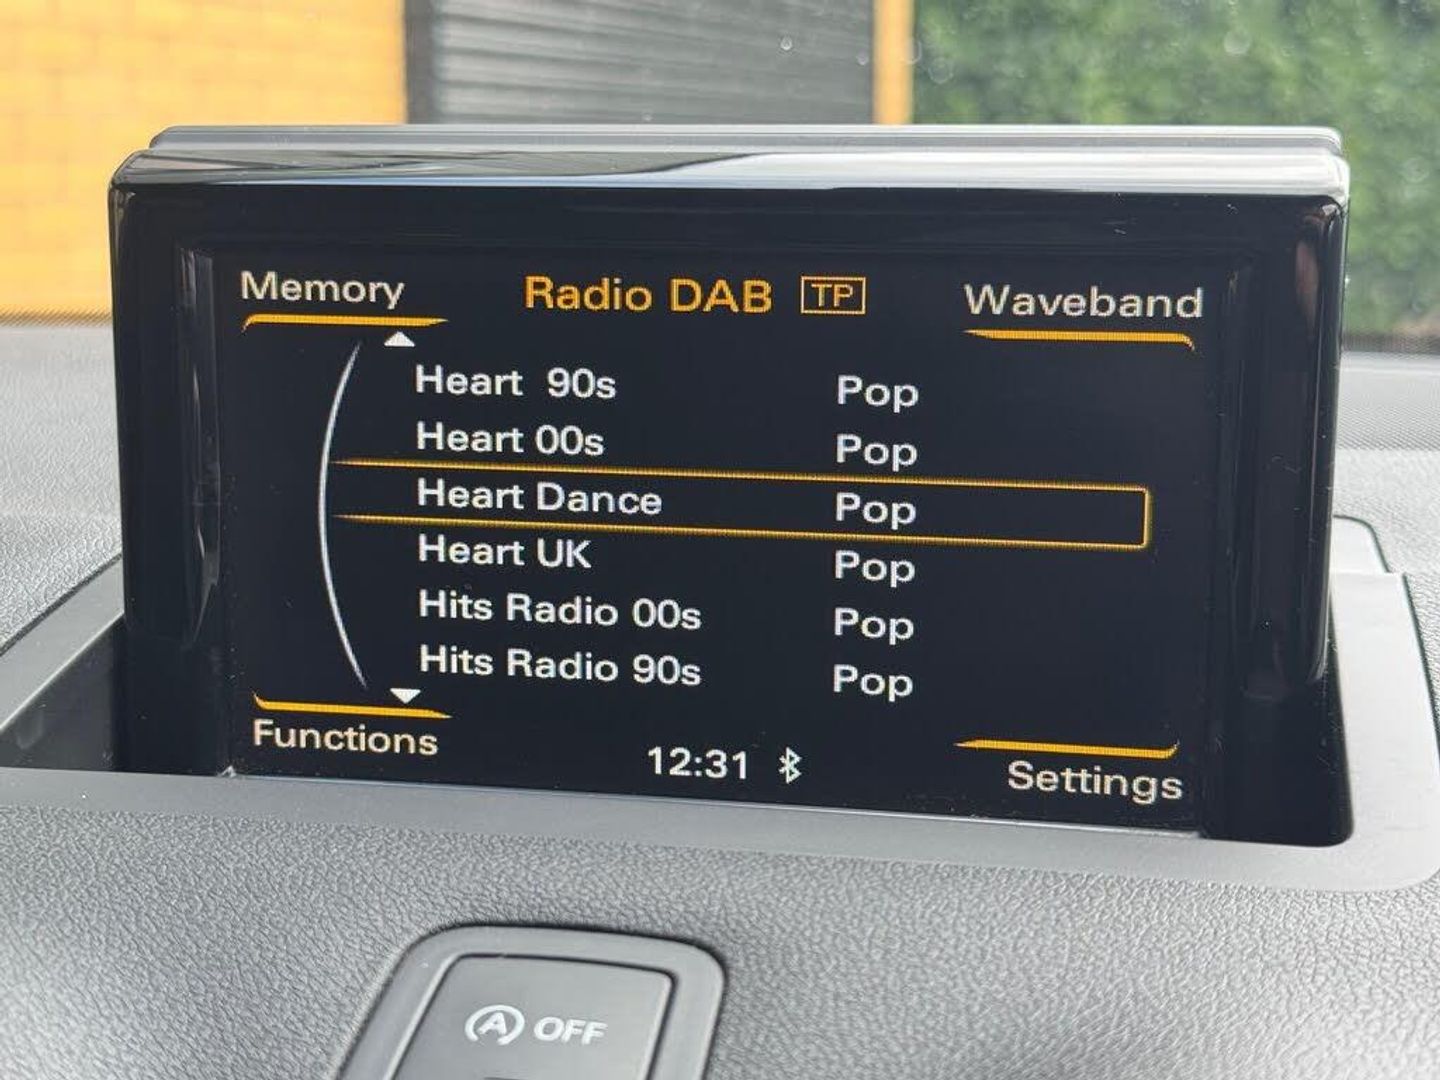 Memory Radio DAB TP Waveband
Heart 90s Pop
Heart 00s Pop
Heart Dance Pop
Heart UK Pop
Hits Radio 00s Pop
Hits Radio 90s Pop
Functions 12:31 Settings
A OFF